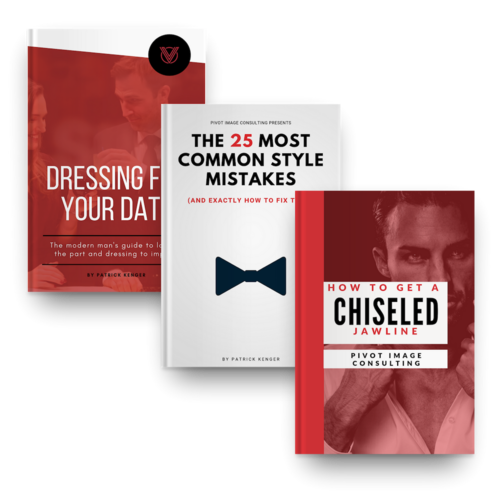 DRESSING F
YOUR DAT
The modern man's guide to lo
the part and dressing to imp
BY PATRICK KENGER
PIVOT IMAGE CONSULTING PRESENTS
THE 25 MOST
COMMON STYLE
MISTAKES
(AND EXACTLY HOW TO FIX T
BY PATRICK KENGER
HOW TO GET A
CHISELED
JAWLINE
PIVOT IMAGE
CONSULTING